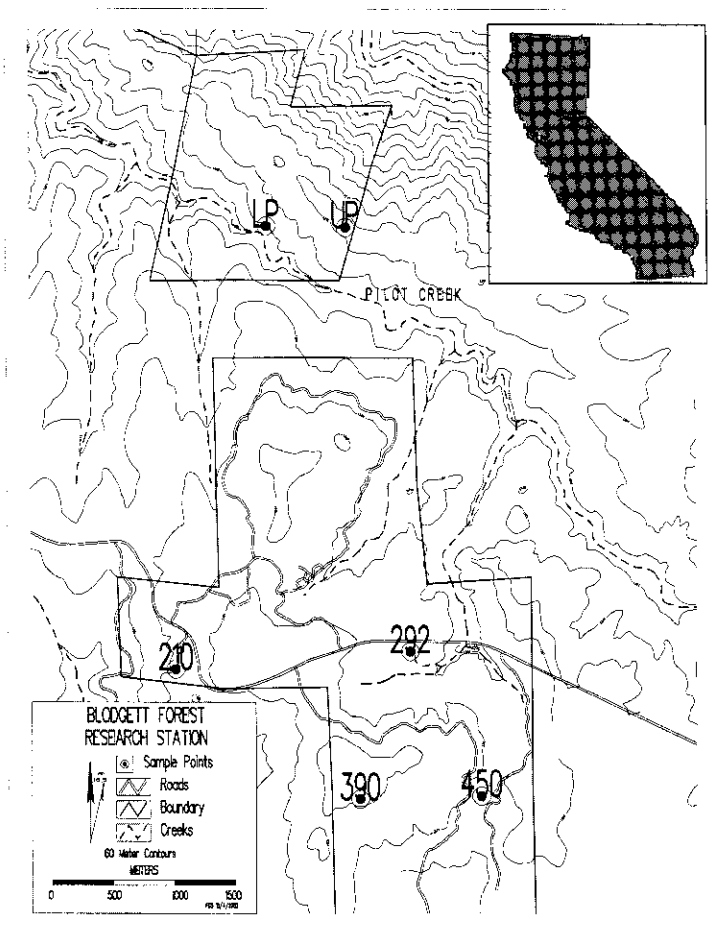 LP
UP
PILOT CREEK
292
210
390
450
BLODGETT FOREST
RESEARCH STATION
Sample Points
Roads
Boundary
Creeks
60 Meter Contours
METERS
0 500 1000 1500